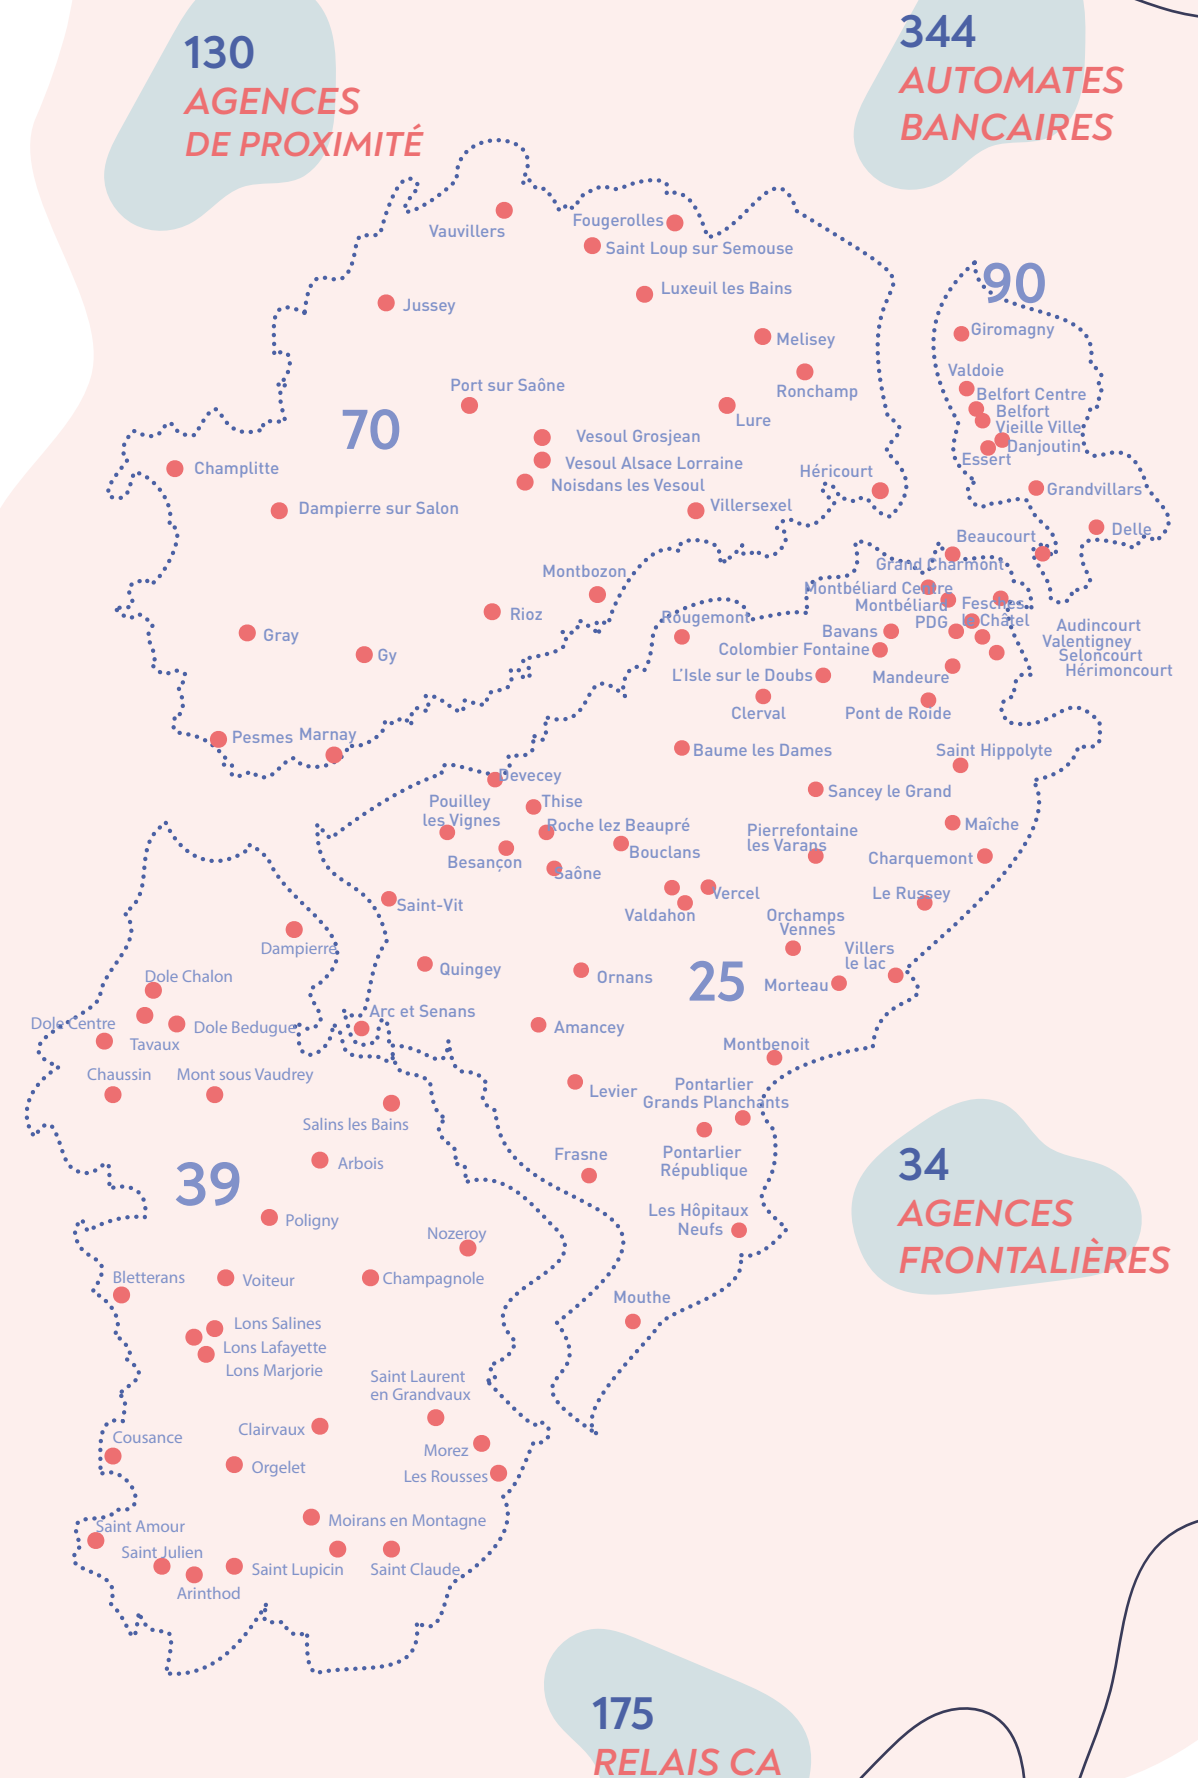 130
AGENCES
DE PROXIMITÉ
344
AUTOMATES
BANCAIRES
Vauvillers
Fougerolles
Saint Loup sur Semouse
Luxeuil les Bains
Jussey
Melisey
Ronchamp
Port sur Saône
70
Lure
Vesoul Grosjean
Vesoul Alsace Lorraine
Noisdans les Vesoul
Champlitte
Dampierre sur Salon
Héricourt
Villersexel
Montbozon
Rioz
Gray
Gy
Pesmes
Marnay
90
Giromagny
Valdoie
Belfort Centre
Belfort
Vieille Ville
Danjoutin
Essert
Grandvillars
Delle
Beaucourt
Grand Charmont
Montbéliard Centre
Montbéliard
PDG
Fesches
le Châtel
Rougemont
Bavans
Colombier Fontaine
L'Isle sur le Doubs
Mandeure
Clerval
Pont de Roide
Audincourt
Valentigney
Seloncourt
Hérimoncourt
Baume les Dames
Saint Hippolyte
Sancey le Grand
Devecey
Pouilley
les Vignes
Thise
Roche lez Beaupré
Besançon
Bouclans
Saône
Pierrefontaine
les Varans
Maîche
Charquemont
Saint-Vit
Vercel
Valdahon
Le Russey
Orchamps
Vennes
Villers
le lac
Quingey
Ornans
25
Morteau
Arc et Senans
Amancey
Montbenoit
Levier
Pontarlier
Grands Planchants
Frasne
Pontarlier
République
Les Hôpitaux
Neufs
Mouthe
Dampierre
Dole Chalon
Dole Centre
Dole Bedugue
Tavaux
Chaussin
Mont sous Vaudrey
Salins les Bains
39
Arbois
Poligny
Nozeroy
Bletterans
Voiteur
Champagnole
Lons Salines
Lons Lafayette
Lons Marjorie
Saint Laurent
en Grandvaux
Clairvaux
Cousance
Morez
Orgelet
Les Rousses
Moirans en Montagne
Saint Amour
Saint Julien
Saint Lupicin
Saint Claude
Arinthod
34
AGENCES
FRONTALIÈRES
175
RELAIS CA